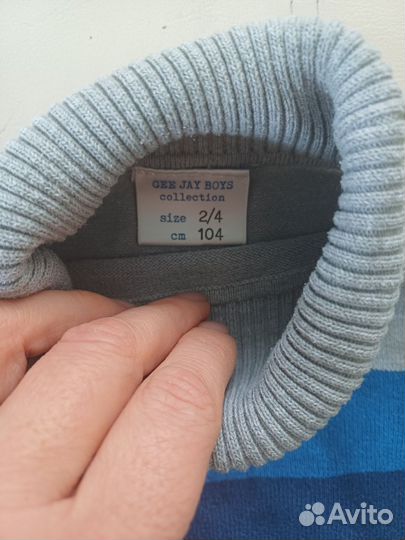 GEE JAY BOYS
collection
size 2/4
cm 104
Avito